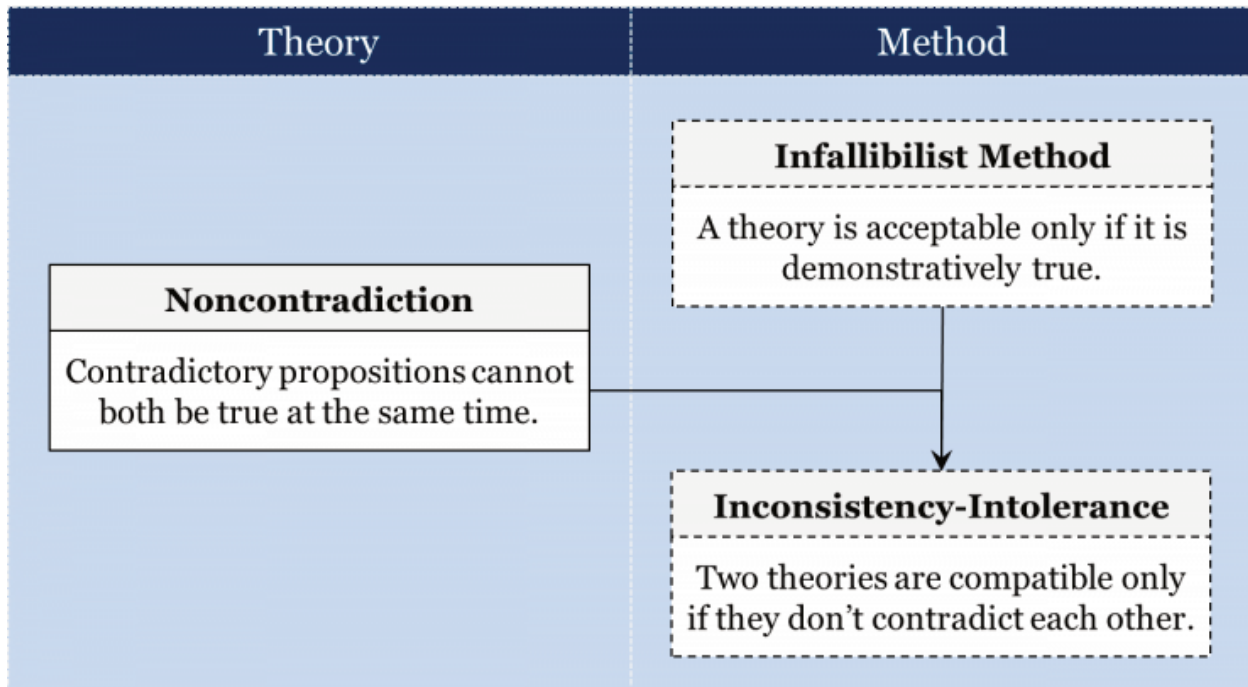 Theory
Method
Infallibilist Method
A theory is acceptable only if it is
demonstratively true.
Noncontradiction
Contradictory propositions cannot
both be true at the same time.
Inconsistency-Intolerance
Two theories are compatible only
if they don’t contradict each other.